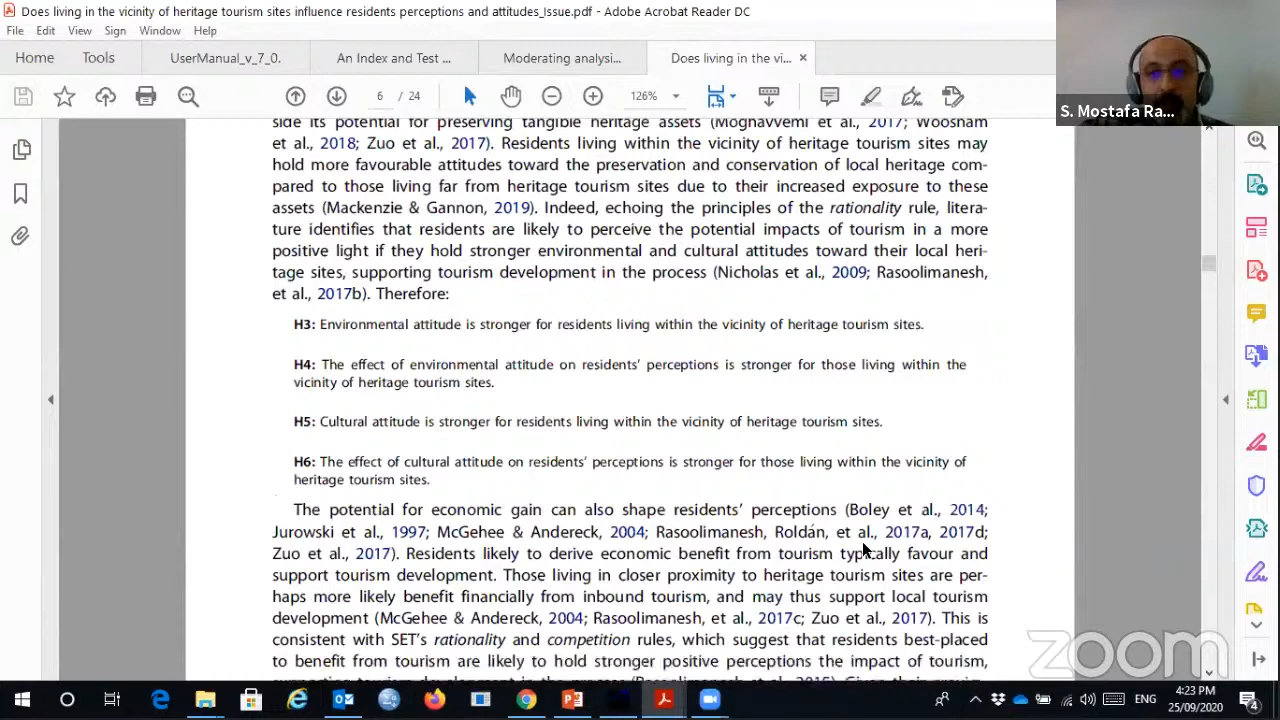 Does living in the vicinity of heritage tourism sites influence residents perceptions and attitudes_Issue.pdf - Adobe Acrobat Reader DC
File Edit View Sign Window Help
Home Tools UserManual_v_7_0. An Index and Test ... Moderating analysi... Does living in the vi... ×
6 / 24 126%
S. Mostafa Ra...
side its potential for preserving tangible heritage assets (Moghavvemi et al., 2017; Woosnam
et al., 2018; Zuo et al., 2017). Residents living within the vicinity of heritage tourism sites may
hold more favourable attitudes toward the preservation and conservation of local heritage com-
pared to those living far from heritage tourism sites due to their increased exposure to these
assets (Mackenzie & Gannon, 2019). Indeed, echoing the principles of the rationality rule, litera-
ture identifies that residents are likely to perceive the potential impacts of tourism in a more
positive light if they hold stronger environmental and cultural attitudes toward their local heri-
tage sites, supporting tourism development in the process (Nicholas et al., 2009; Rasoolimanesh,
et al., 2017b). Therefore:
H3: Environmental attitude is stronger for residents living within the vicinity of heritage tourism sites.
H4: The effect of environmental attitude on residents' perceptions is stronger for those living within the
vicinity of heritage tourism sites.
H5: Cultural attitude is stronger for residents living within the vicinity of heritage tourism sites.
H6: The effect of cultural attitude on residents' perceptions is stronger for those living within the vicinity of
heritage tourism sites.
The potential for economic gain can also shape residents' perceptions (Boley et al., 2014;
Jurowski et al., 1997; McGehee & Andereck, 2004; Rasoolimanesh, Roldán, et al., 2017a, 2017d;
Zuo et al., 2017). Residents likely to derive economic benefit from tourism typically favour and
support tourism development. Those living in closer proximity to heritage tourism sites are per-
haps more likely benefit financially from inbound tourism, and may thus support local tourism
development (McGehee & Andereck, 2004; Rasoolimanesh, et al., 2017c; Zuo et al., 2017). This is
consistent with SET's rationality and competition rules, which suggest that residents best-placed
to benefit from tourism are likely to hold stronger positive perceptions the impact of tourism,
zoom
ENG
4:23 PM
25/09/2020
4